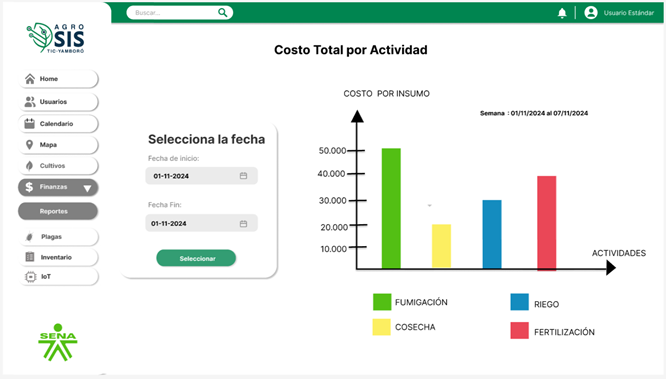 AGRO
SIS
TIC-YAMBORÓ
Buscar...
Usuario Estándar
Costo Total por Actividad
Home
Usuarios
Calendario
Mapa
Cultivos
$ Finanzas
Reportes
Plagas
Inventario
IoT
SENA
Selecciona la fecha
Fecha de inicio:
01-11-2024
Fecha Fin:
01-11-2024
Seleccionar
COSTO POR INSUMO
Semana : 01/11/2024 al 07/11/2024
50.000
40.000
30.000
20.000
10.000
ACTIVIDADES
FUMIGACIÓN
RIEGO
COSECHA
FERTILIZACIÓN